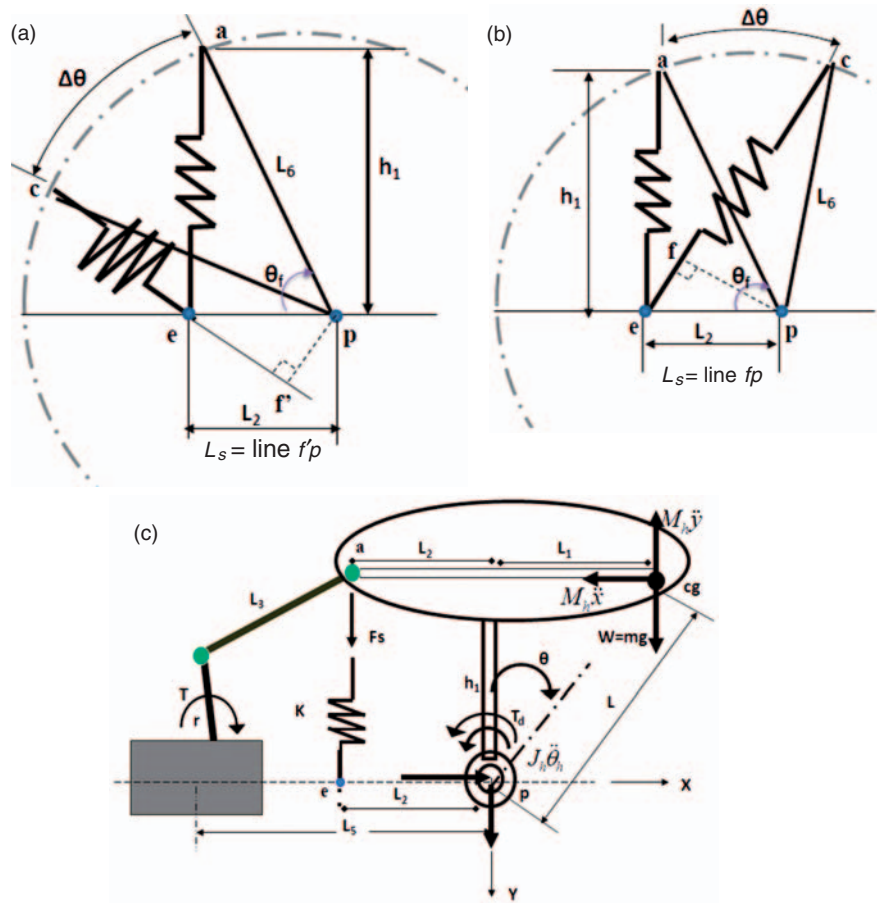 (a)
a
Δθ
L₆
h₁
c
θf
e
p
f'
L₂
Ls = line f'p
(b)
Δθ
a
c
h₁
L₆
f
θf
e
p
L₂
Ls = line fp
(c)
Mhÿ
a
L₂
L₁
cg
Mhẍ
L₃
Fs
W=mg
θ
h₁
L
T
r
K
Td
Jhθ̈h
e
p
X
L₂
L₅
Y